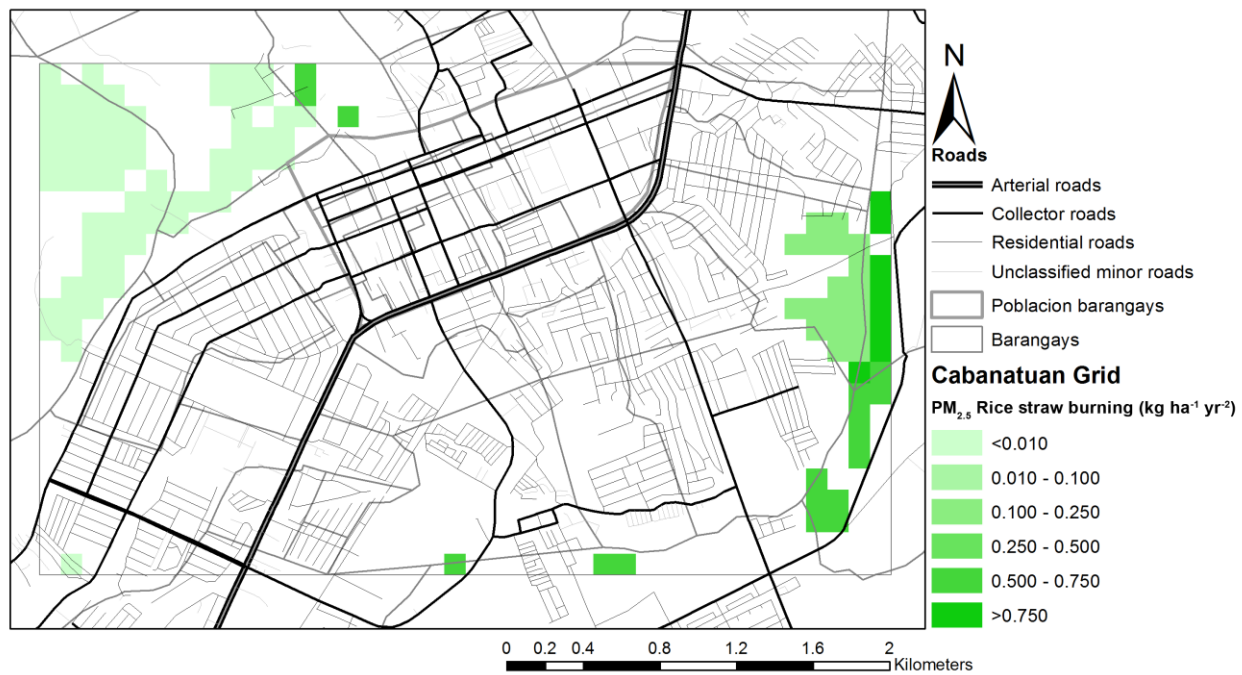 N
Roads
Arterial roads
Collector roads
Residential roads
Unclassified minor roads
Poblacion barangays
Barangays
Cabanatuan Grid
PM₂.₅ Rice straw burning (kg ha⁻¹ yr⁻²)
<0.010
0.010 - 0.100
0.100 - 0.250
0.250 - 0.500
0.500 - 0.750
>0.750
0 0.2 0.4 0.8 1.2 1.6 2
Kilometers